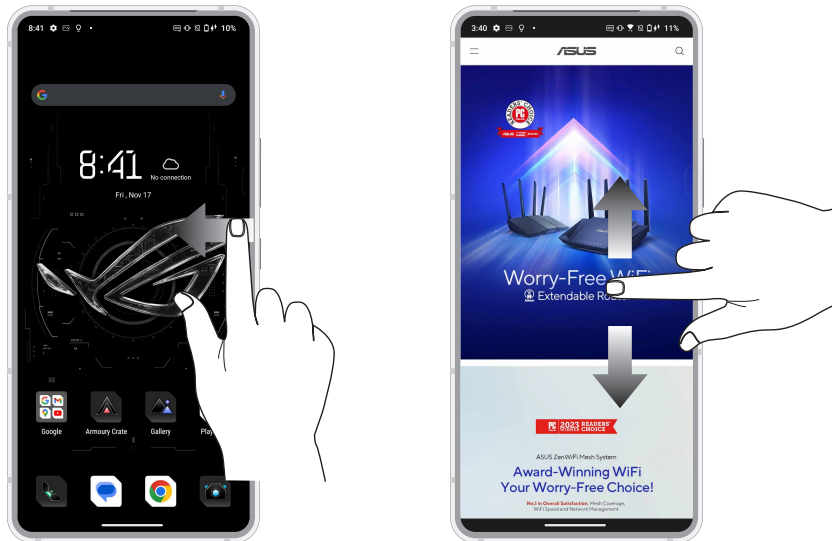 8:41
10%
8:41
No connection
Fri, Nov 17
Google
Armoury Crate
Gallery
Play
3:40
11%
ASUS
READERS' CHOICE
PC
Worry-Free WiFi
Extendable Router
PC 2023 READERS' CHOICE
ASUS ZenWiFi Mesh System
Award-Winning WiFi
Your Worry-Free Choice!
No.1 in Overall Satisfaction, Mesh Coverage,
WiFi Speed and Network Management